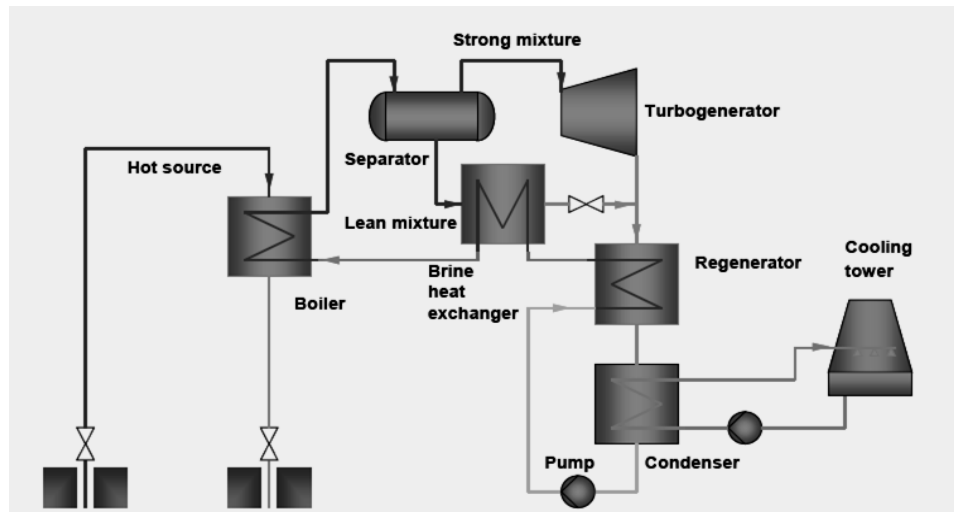 Strong mixture
Turbogenerator
Hot source
Separator
Lean mixture
Cooling
tower
Regenerator
Brine
heat
exchanger
Boiler
Pump
Condenser